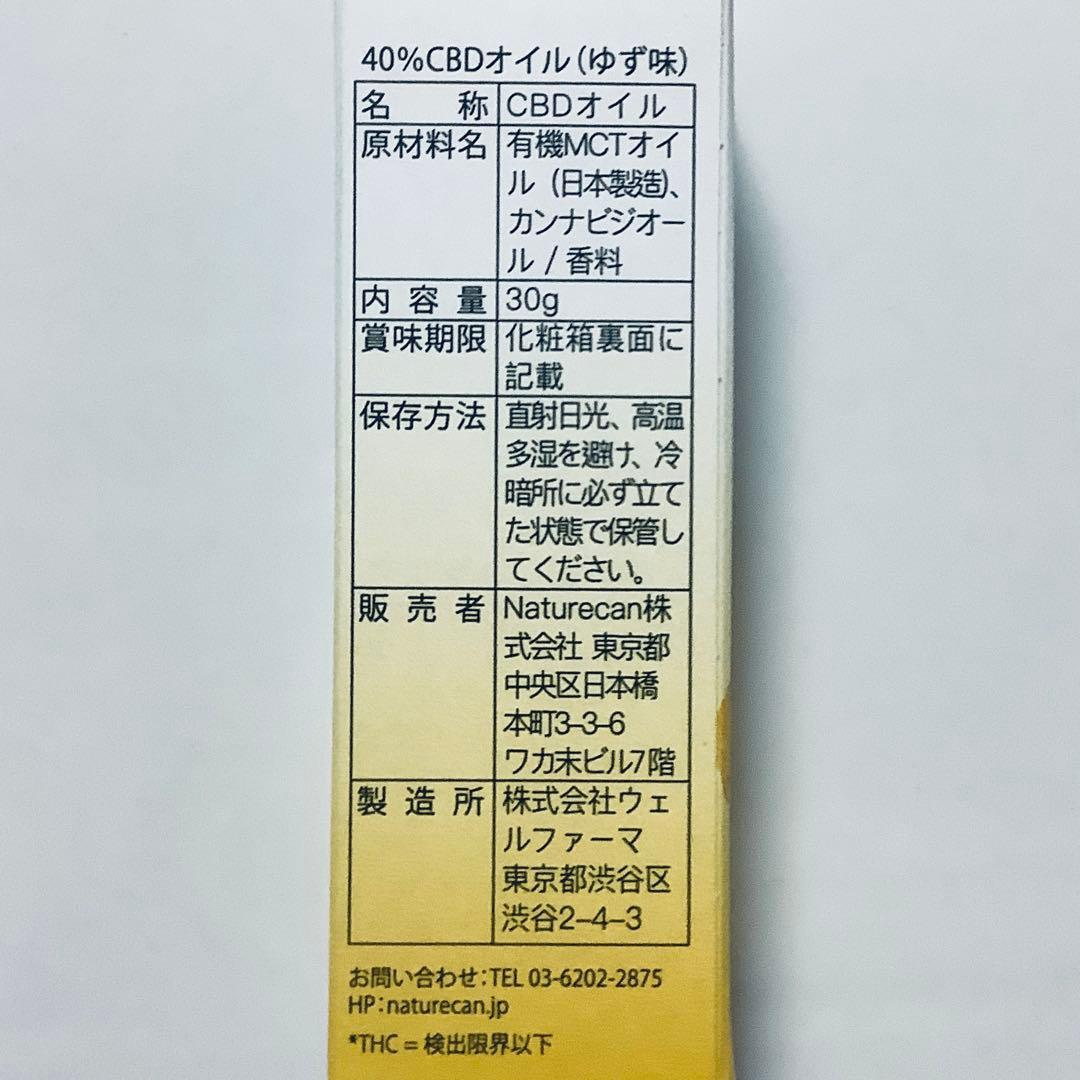 40%CBDオイル(ゆず味)
名称 CBDオイル
原材料名 有機MCTオイ
ル (日本製造)、
カンナビジオー
ル / 香料
内容量 30g
賞味期限 化粧箱裏面に
記載
保存方法 直射日光、高温
多湿を避け、冷
暗所に必ず立て
た状態で保管し
てください。
販売者 Naturecan株
式会社 東京都
中央区日本橋
本町3-3-6
ワカ末ビル7階
製造所 株式会社ウェ
ルファーマ
東京都渋谷区
渋谷2-4-3
お問い合わせ:TEL 03-6202-2875
HP:naturecan.jp
*THC = 検出限界以下